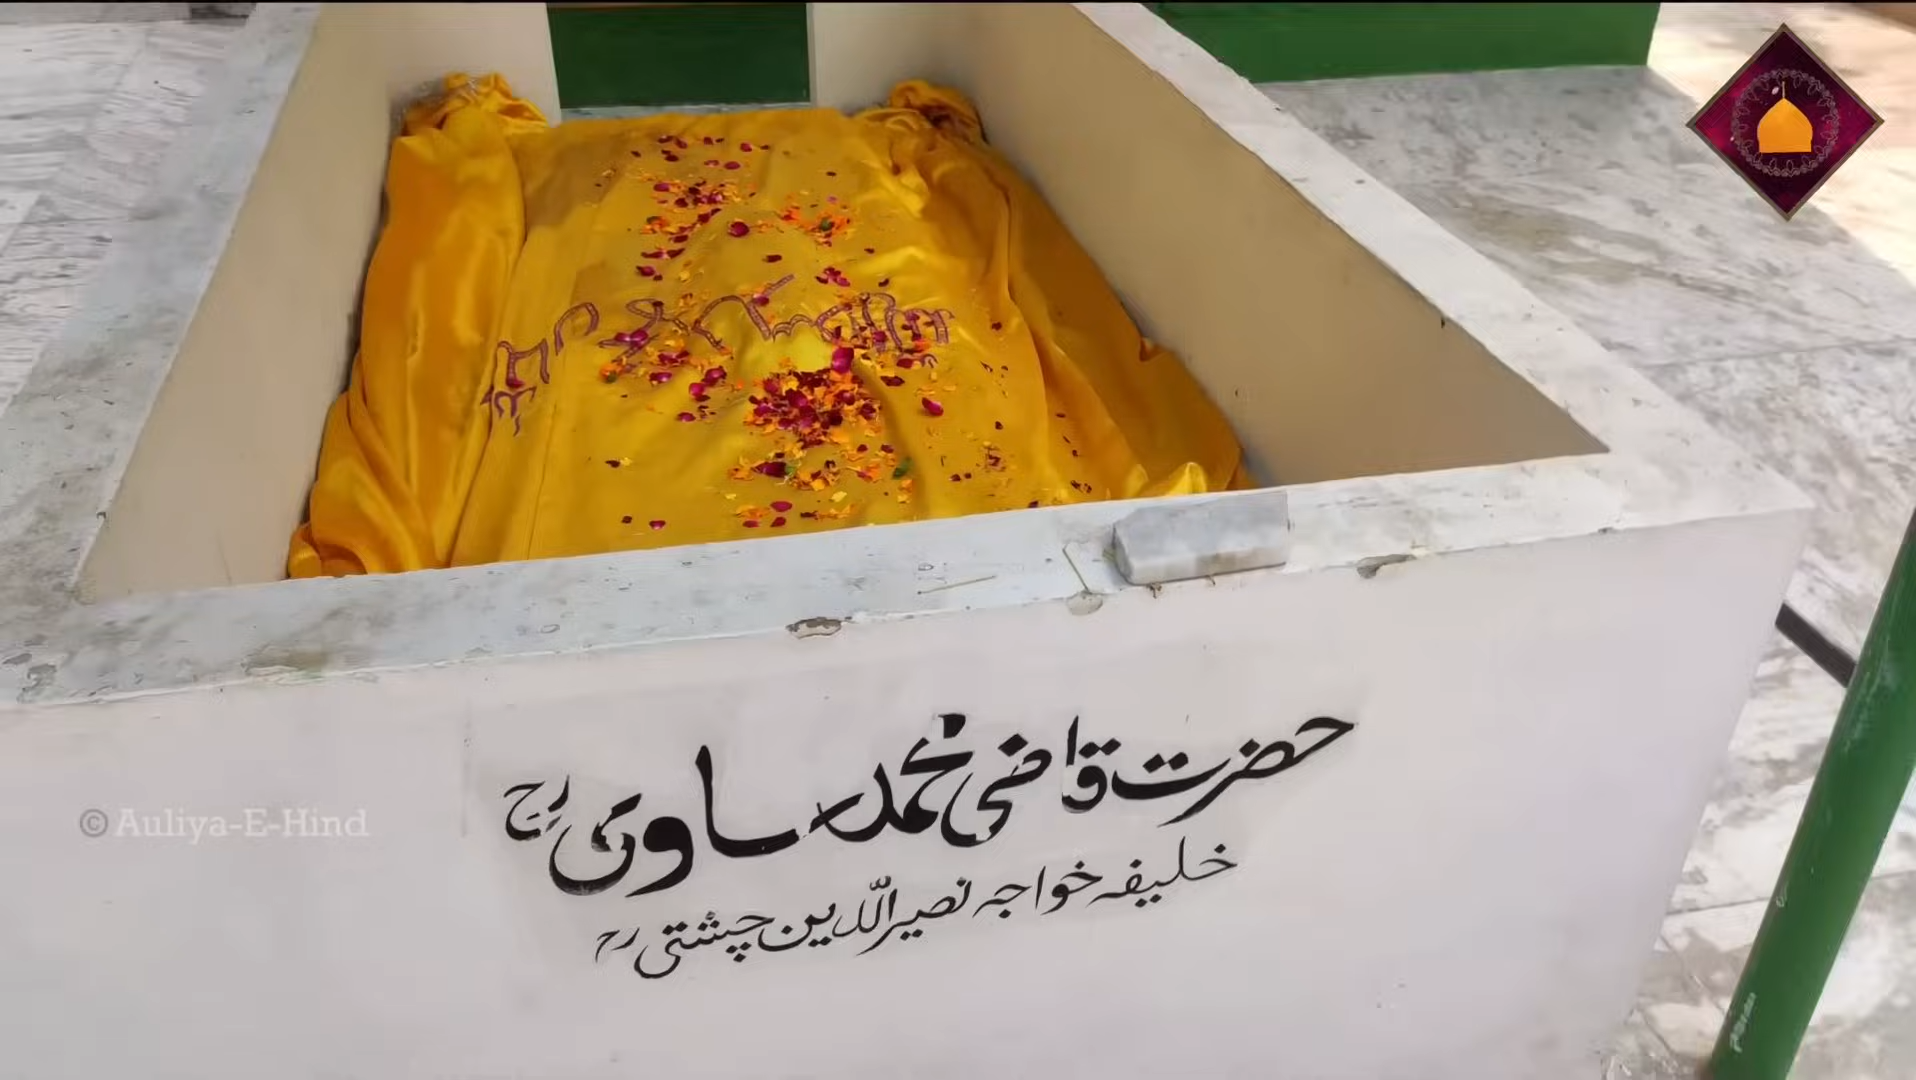 حضرت قاضی محمد ساوی رح
خلیفہ خواجہ نصیر الدین چشتی رح
© Auliya-E-Hind